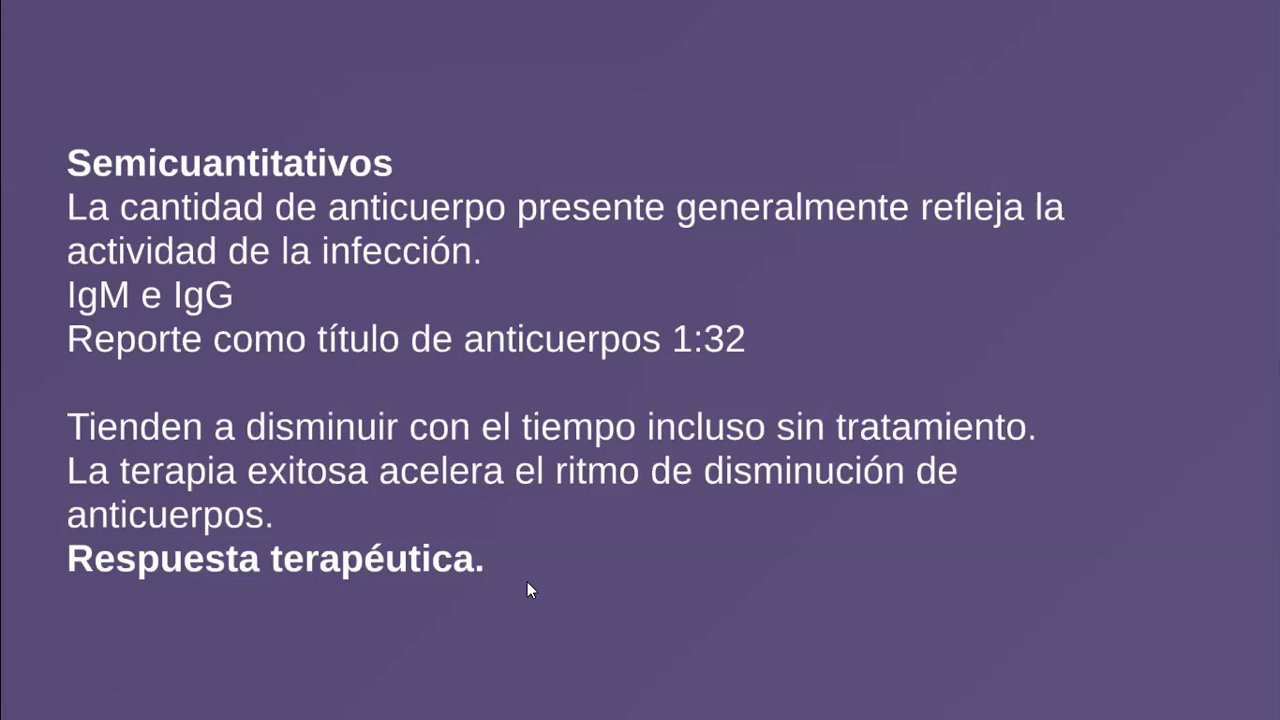 Semicuantitativos
La cantidad de anticuerpo presente generalmente refleja la
actividad de la infección.
IgM e IgG
Reporte como título de anticuerpos 1:32
Tienden a disminuir con el tiempo incluso sin tratamiento.
La terapia exitosa acelera el ritmo de disminución de
anticuerpos.
Respuesta terapéutica.